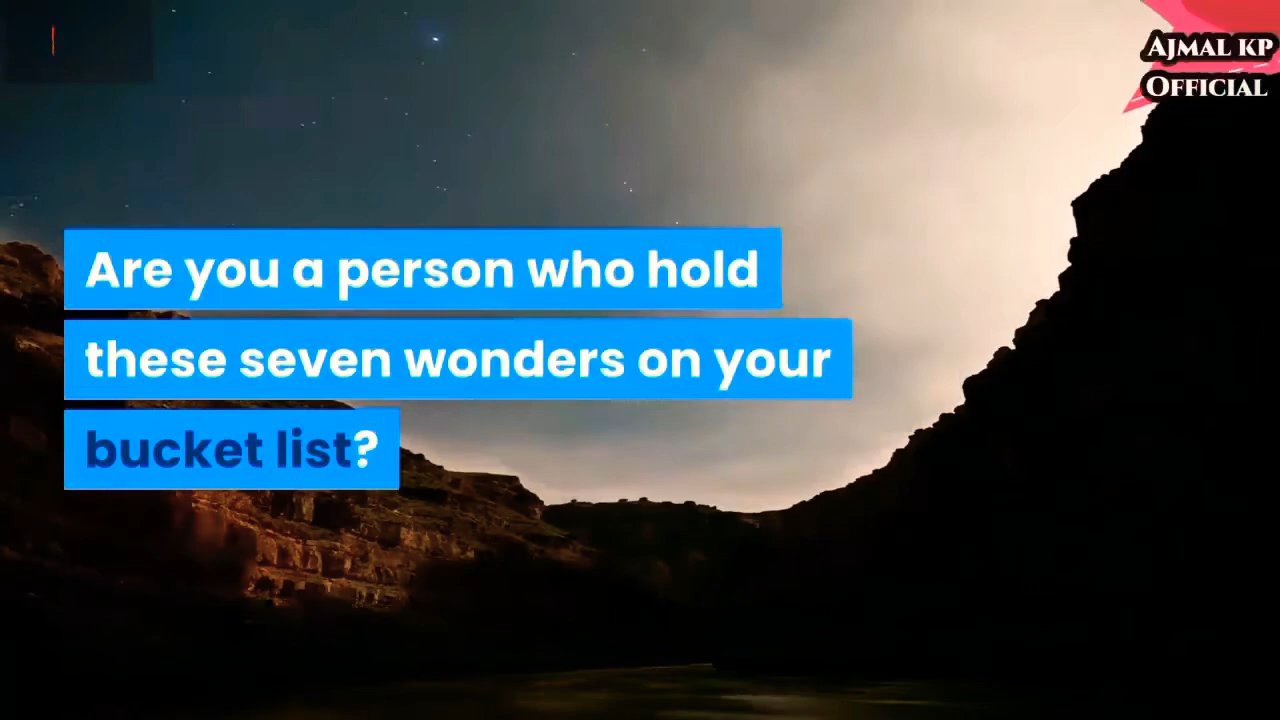 AJMAL KP
OFFICIAL
Are you a person who hold
these seven wonders on your
bucket list?